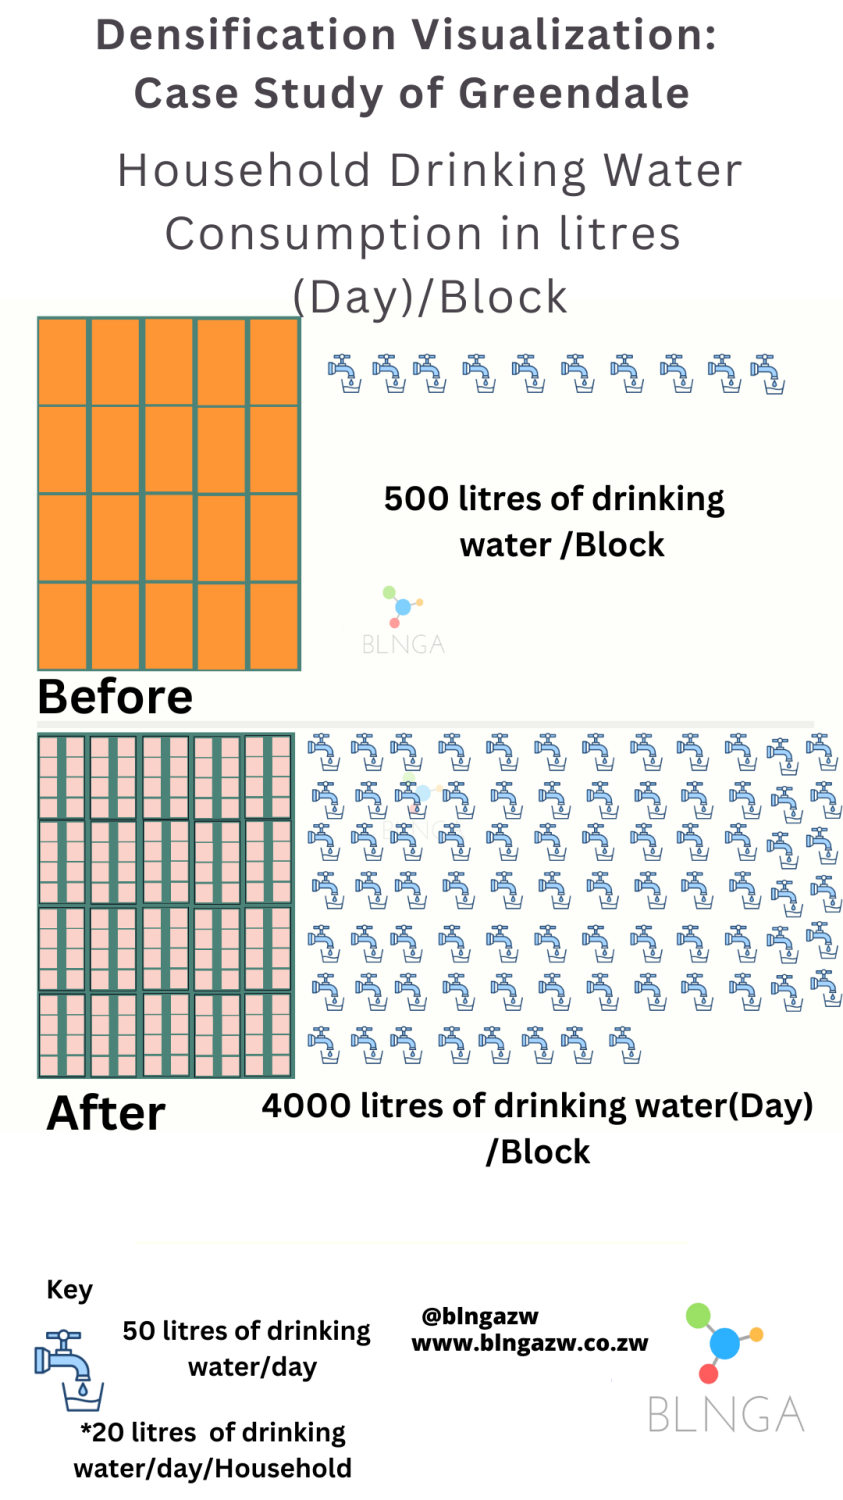 Densification Visualization:
Case Study of Greendale
Household Drinking Water
Consumption in litres
(Day)/Block
500 litres of drinking
water /Block
BLNGA
Before
BLNGA
After
4000 litres of drinking water(Day)
/Block
Key
50 litres of drinking
water/day
@blngazw
www.blngazw.co.zw
BLNGA
*20 litres of drinking
water/day/Household